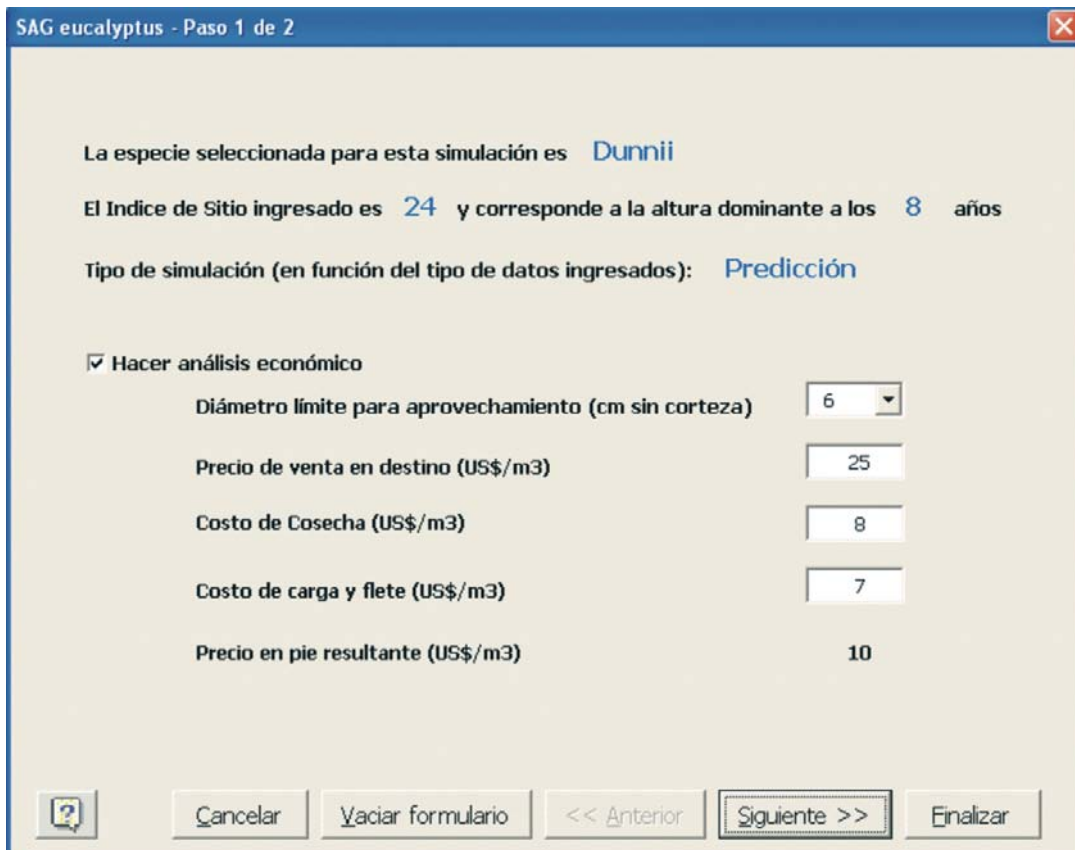 SAG eucalyptus - Paso 1 de 2
La especie seleccionada para esta simulación es Dunnii
El Indice de Sitio ingresado es 24 y corresponde a la altura dominante a los 8 años
Tipo de simulación (en función del tipo de datos ingresados): Predicción
Hacer análisis económico
Diámetro límite para aprovechamiento (cm sin corteza) 6
Precio de venta en destino (US$/m3) 25
Costo de Cosecha (US$/m3) 8
Costo de carga y flete (US$/m3) 7
Precio en pie resultante (US$/m3) 10
? Cancelar Vaciar formulario << Anterior Siguiente >> Finalizar